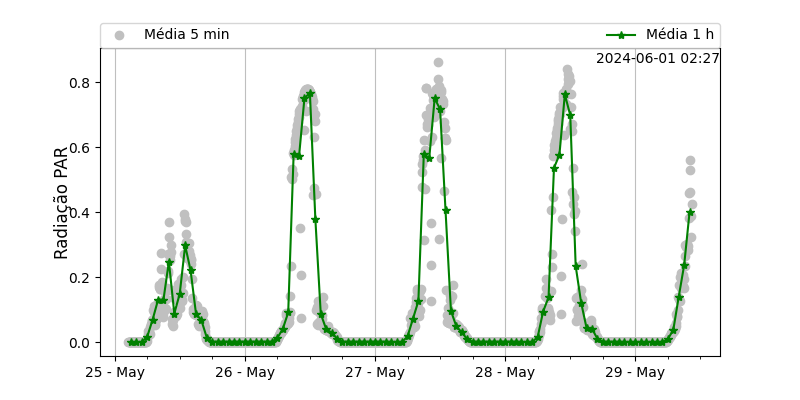 Média 5 min
Média 1 h
2024-06-01 02:27
Radiação PAR
0.8
0.6
0.4
0.2
0.0
25 - May
26 - May
27 - May
28 - May
29 - May